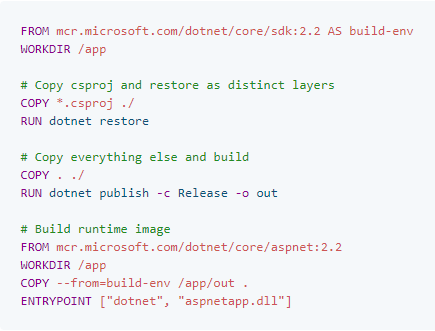 FROM mcr.microsoft.com/dotnet/core/sdk:2.2 AS build-env
WORKDIR /app
# Copy csproj and restore as distinct layers
COPY *.csproj ./
RUN dotnet restore
# Copy everything else and build
COPY . ./
RUN dotnet publish -c Release -o out
# Build runtime image
FROM mcr.microsoft.com/dotnet/core/aspnet:2.2
WORKDIR /app
COPY --from=build-env /app/out .
ENTRYPOINT ["dotnet", "aspnetapp.dll"]